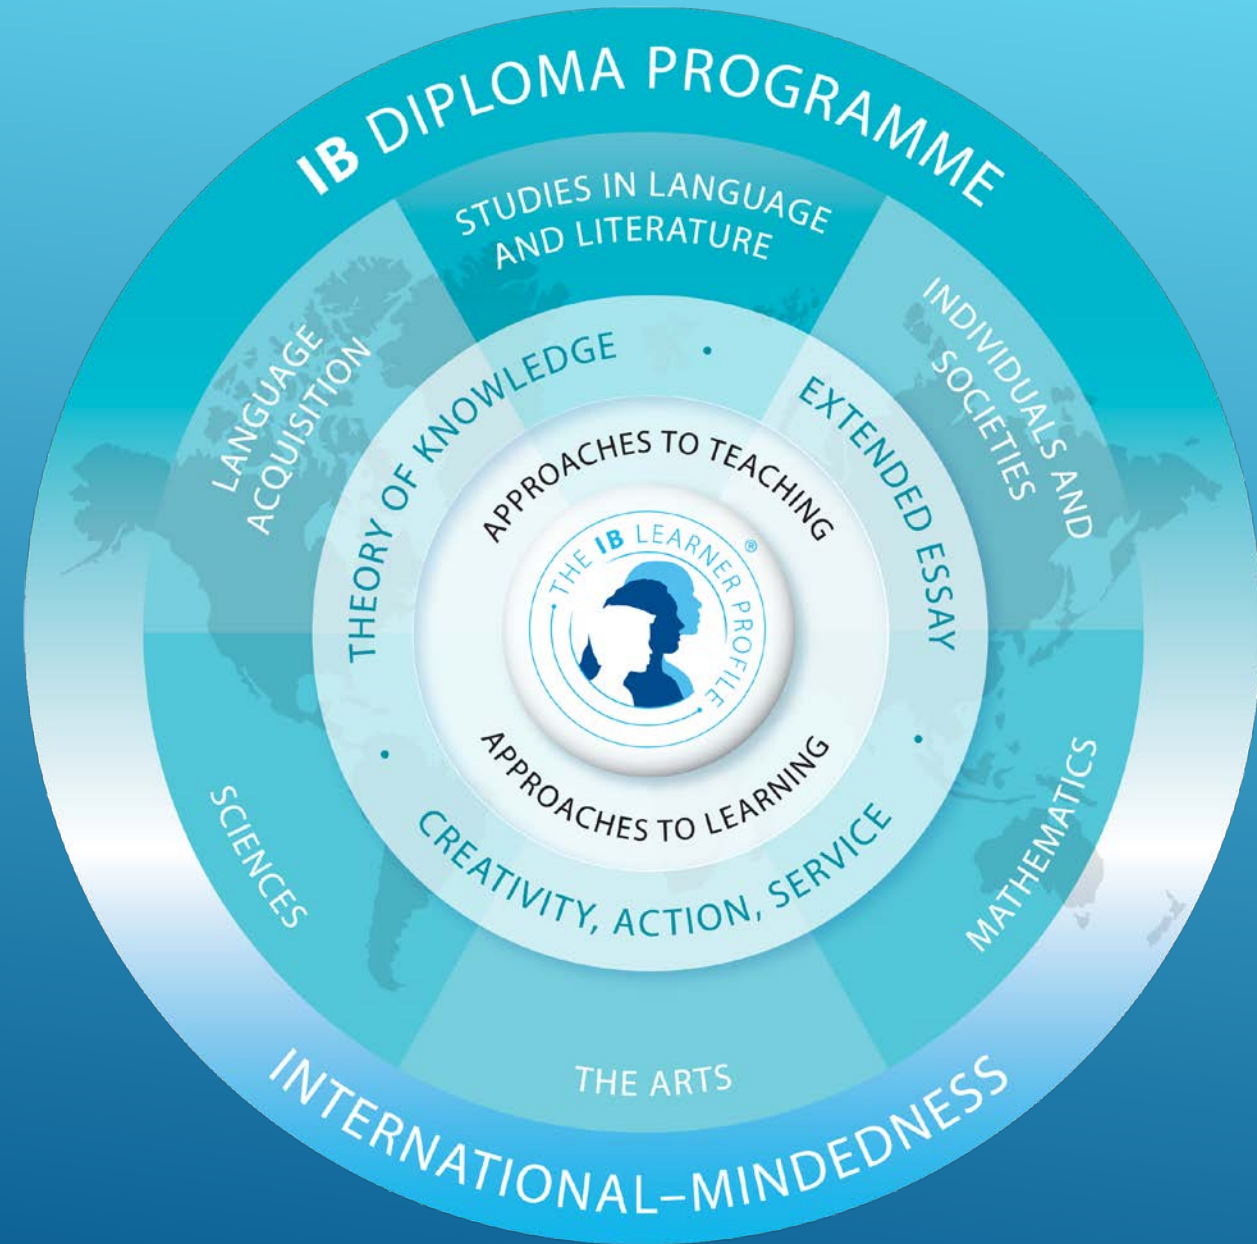 IB DIPLOMA PROGRAMME
STUDIES IN LANGUAGE
AND LITERATURE
LANGUAGE
ACQUISITION
INDIVIDUALS AND
SOCIETIES
THEORY OF KNOWLEDGE
•
EXTENDED ESSAY
•
APPROACHES TO TEACHING
• THE IB LEARNER PROFILE •
®
APPROACHES TO LEARNING
•
CREATIVITY, ACTION, SERVICE
SCIENCES
MATHEMATICS
THE ARTS
INTERNATIONAL–MINDEDNESS